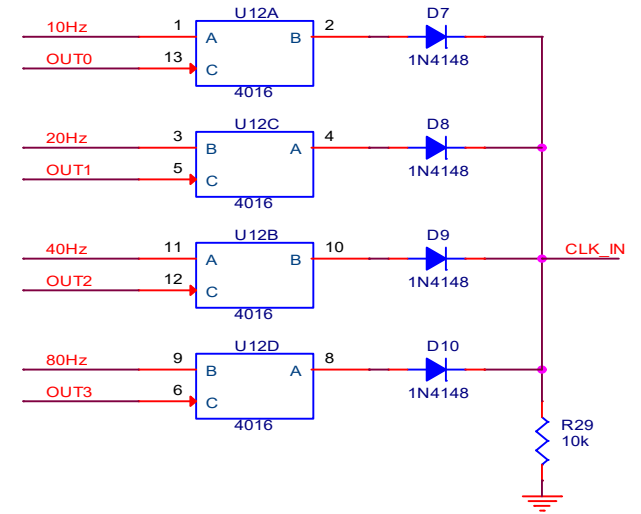 U12A D7
10Hz 1 A B 2
OUT0 13 C 1N4148
4016
U12C D8
20Hz 3 B A 4
OUT1 5 C 1N4148
4016
U12B D9
40Hz 11 A B 10 CLK_IN
OUT2 12 C 1N4148
4016
U12D D10
80Hz 9 B A 8
OUT3 6 C 1N4148
4016
R29
10k